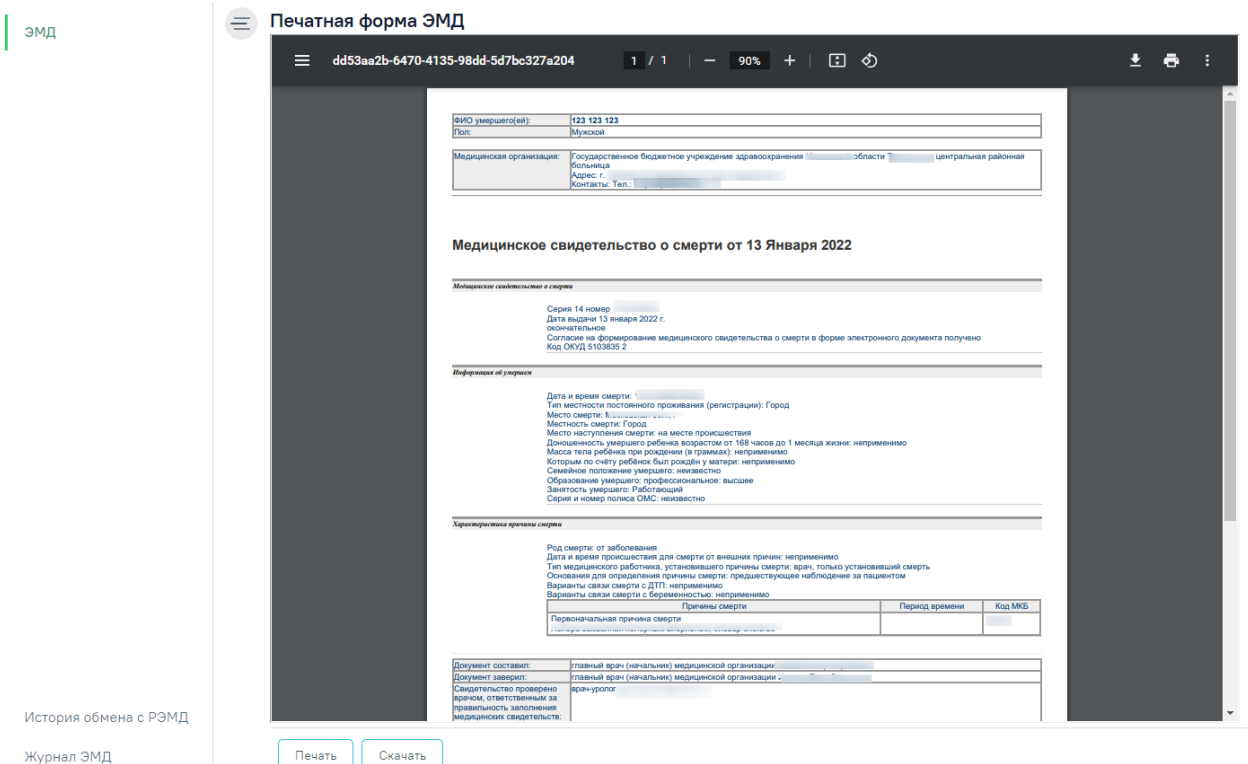 ЭМД
Печатная форма ЭМД
dd53aa2b-6470-4135-98dd-5d7bc327a204 1 / 1 90%
ФИО умершего(ей): 123 123 123
Пол: Мужской
Медицинская организация: Государственное бюджетное учреждение здравоохранения области центральная районная
больница
Адрес: г.
Контакты: Тел.:
Медицинское свидетельство о смерти от 13 Января 2022
Медицинское свидетельство о смерти
Серия 14 номер
Дата выдачи 13 января 2022 г.
окончательное
Согласие на формирование медицинского свидетельства о смерти в форме электронного документа получено
Код ОКУД 5103835 2
Информация об умершем
Дата и время смерти:
Тип местности постоянного проживания (регистрации): Город
Место смерти:
Местность смерти: Город
Место наступления смерти: на месте происшествия
Доношенность умершего ребенка возрастом от 168 часов до 1 месяца жизни: неприменимо
Масса тела ребёнка при рождении (в граммах): неприменимо
Которым по счёту ребёнок был рождён у матери: неприменимо
Семейное положение умершего: неизвестно
Образование умершего: профессиональное: высшее
Занятость умершего: Работающий
Серия и номер полиса ОМС: неизвестно
Характеристика причины смерти
Род смерти: от заболевания
Дата и время происшествия для смерти от внешних причин: неприменимо
Тип медицинского работника, установившего причины смерти: врач, только установивший смерть
Основания для определения причины смерти: предшествующее наблюдение за пациентом
Варианты связи смерти с ДТП: неприменимо
Варианты связи смерти с беременностью: неприменимо
Причины смерти Период времени Код МКБ
Первоначальная причина смерти
Документ составил: главный врач (начальник) медицинской организации
Документ заверил: главный врач (начальник) медицинской организации
Свидетельство проверено врач-уролог
врачом, ответственным за
правильность заполнения
медицинских свидетельств:
История обмена с РЭМД
Журнал ЭМД
Печать Скачать